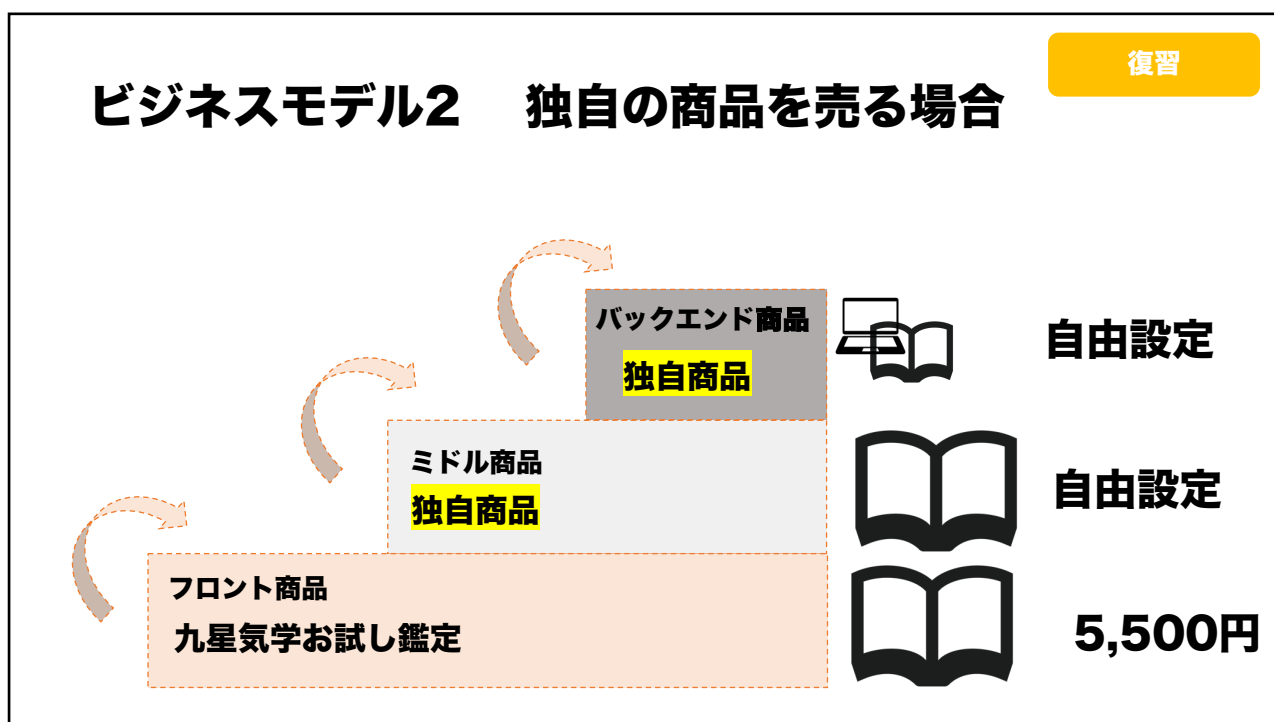 復習
ビジネスモデル2　独自の商品を売る場合
バックエンド商品
独自商品
自由設定
ミドル商品
独自商品
自由設定
フロント商品
九星気学お試し鑑定
5,500円